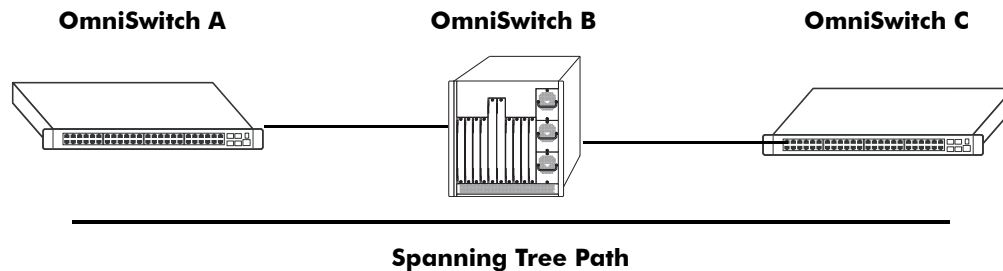 OmniSwitch A
OmniSwitch B
OmniSwitch C
Spanning Tree Path